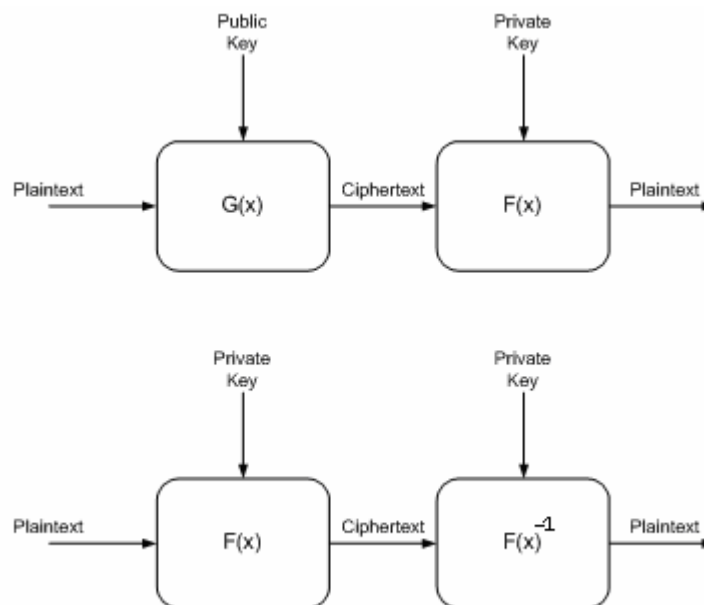 Public
Key
Private
Key
Plaintext
G(x)
Ciphertext
F(x)
Plaintext
Private
Key
Private
Key
Plaintext
F(x)
Ciphertext
F(x)⁻¹
Plaintext